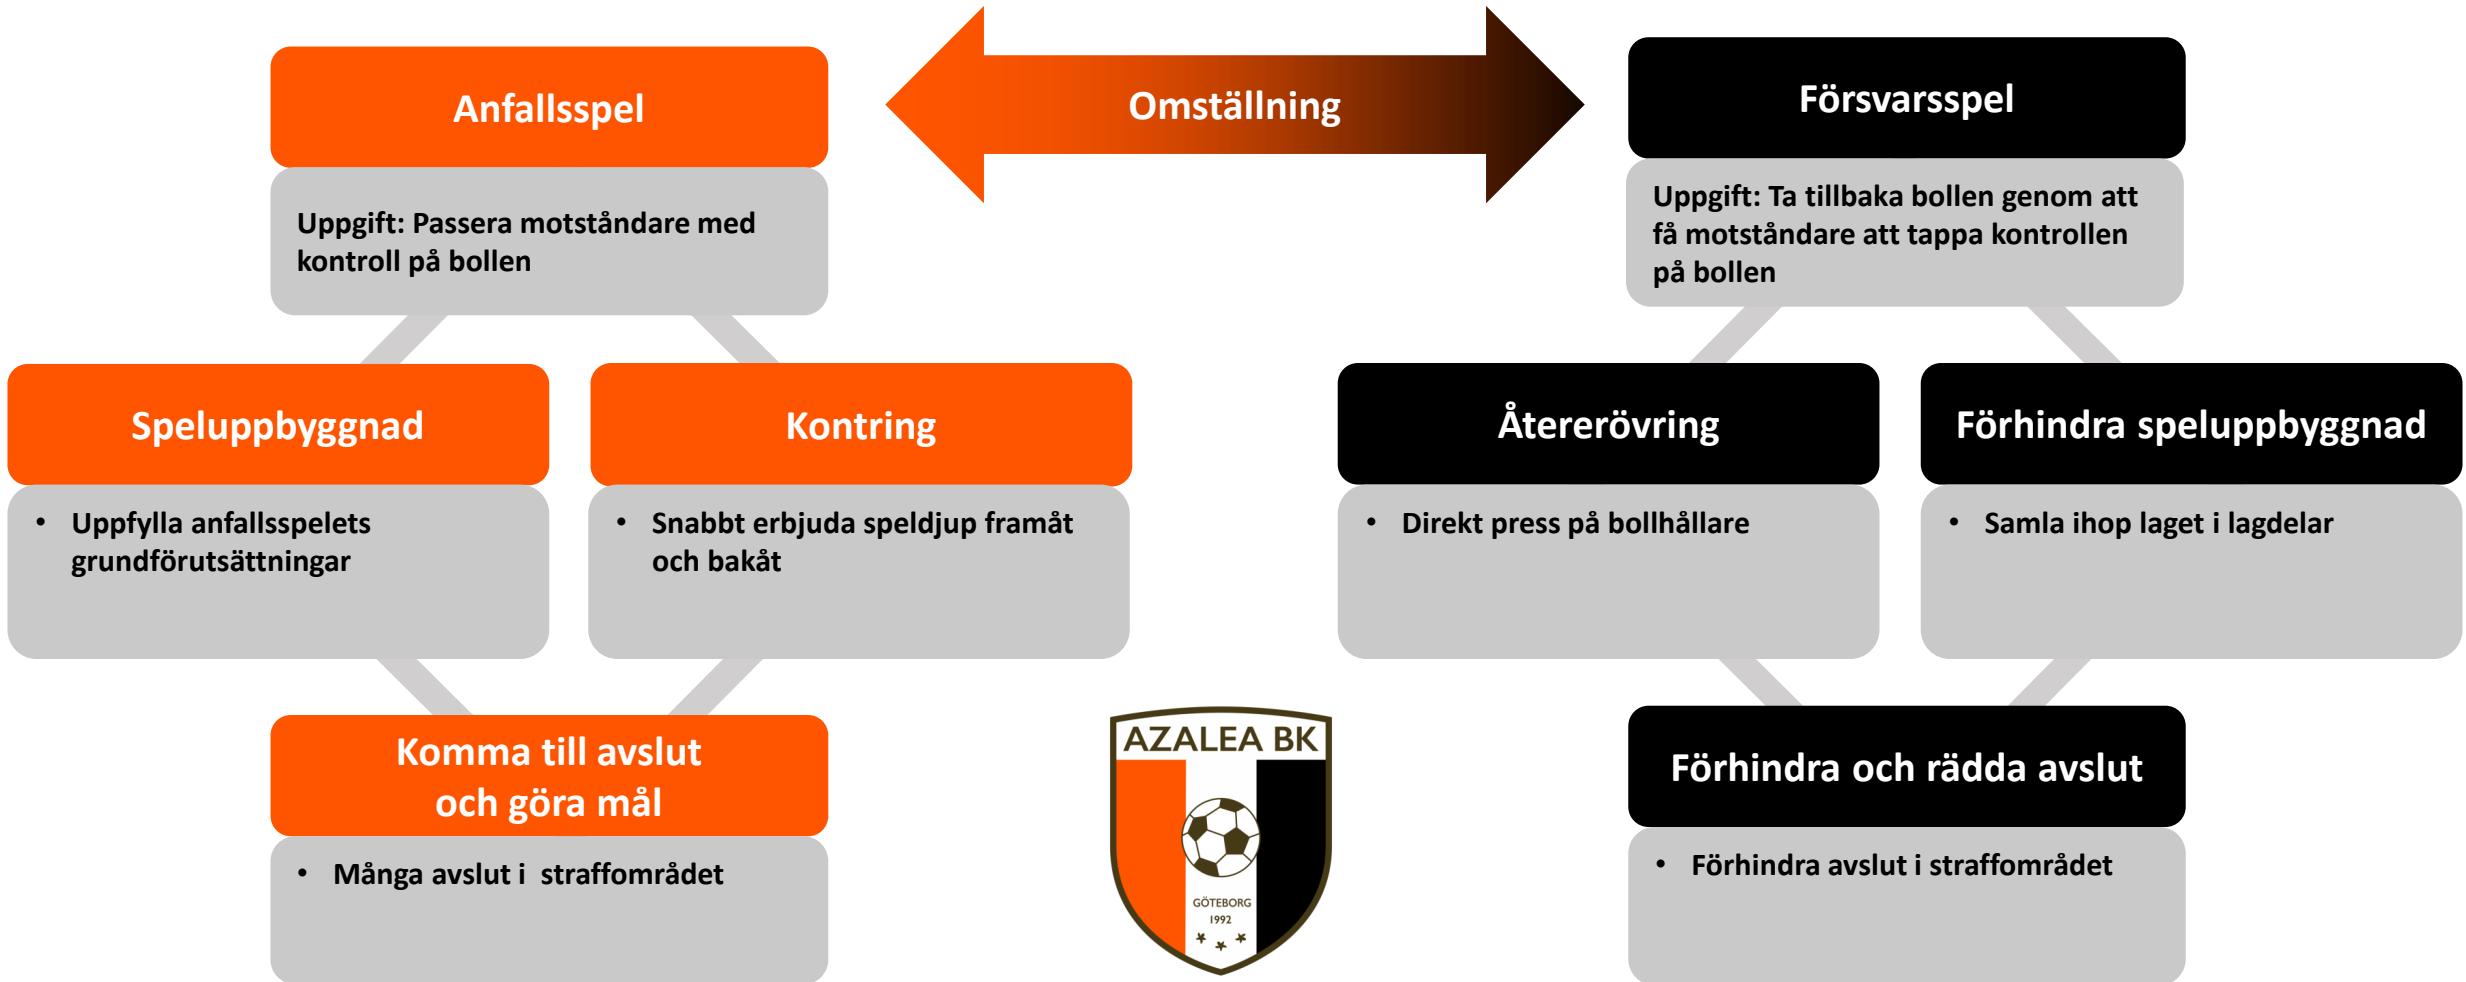 Anfallsspel
Uppgift: Passera motståndare med
kontroll på bollen
Omställning
Försvarsspel
Uppgift: Ta tillbaka bollen genom att
få motståndare att tappa kontrollen
på bollen
Speluppbyggnad
• Uppfylla anfallsspelets
grundförutsättningar
Kontring
• Snabbt erbjuda speldjup framåt
och bakåt
Återerövring
• Direkt press på bollhållare
Förhindra speluppbyggnad
• Samla ihop laget i lagdelar
Komma till avslut
och göra mål
• Många avslut i  straffområdet
AZALEA BK
GÖTEBORG
1992
Förhindra och rädda avslut
• Förhindra avslut i straffområdet